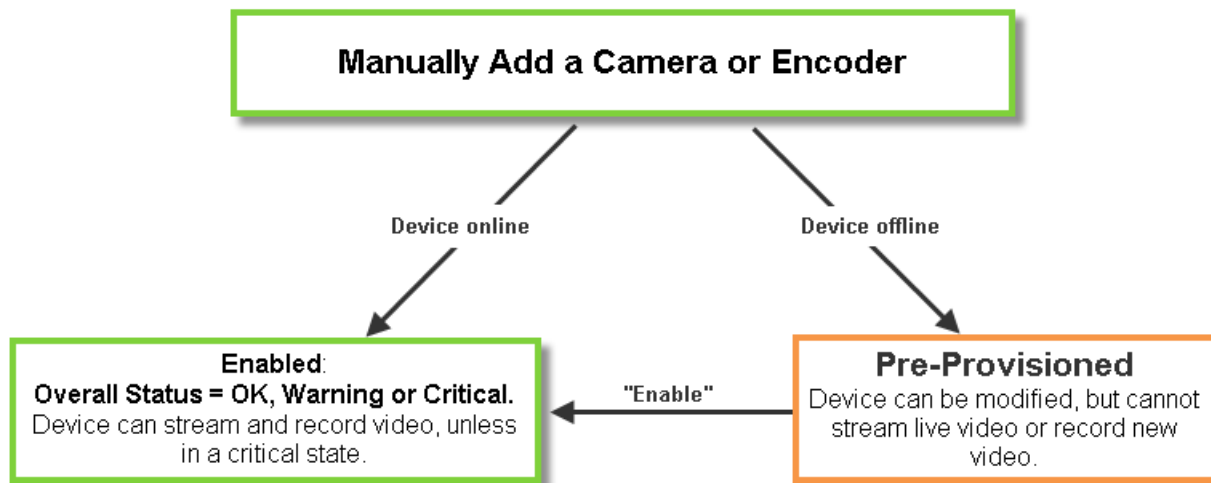 Manually Add a Camera or Encoder
Device online
Device offline
Enabled:
Overall Status = OK, Warning or Critical.
Device can stream and record video, unless
in a critical state.
"Enable"
Pre-Provisioned
Device can be modified, but cannot
stream live video or record new
video.